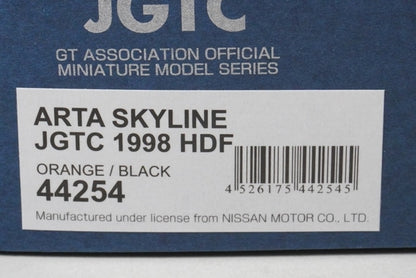 JGTC
GT ASSOCIATION OFFICIAL
MINIATURE MODEL SERIES
ARTA SKYLINE
JGTC 1998 HDF
ORANGE / BLACK
44254
4 526175 442545
Manufactured under license from NISSAN MOTOR CO., LTD.